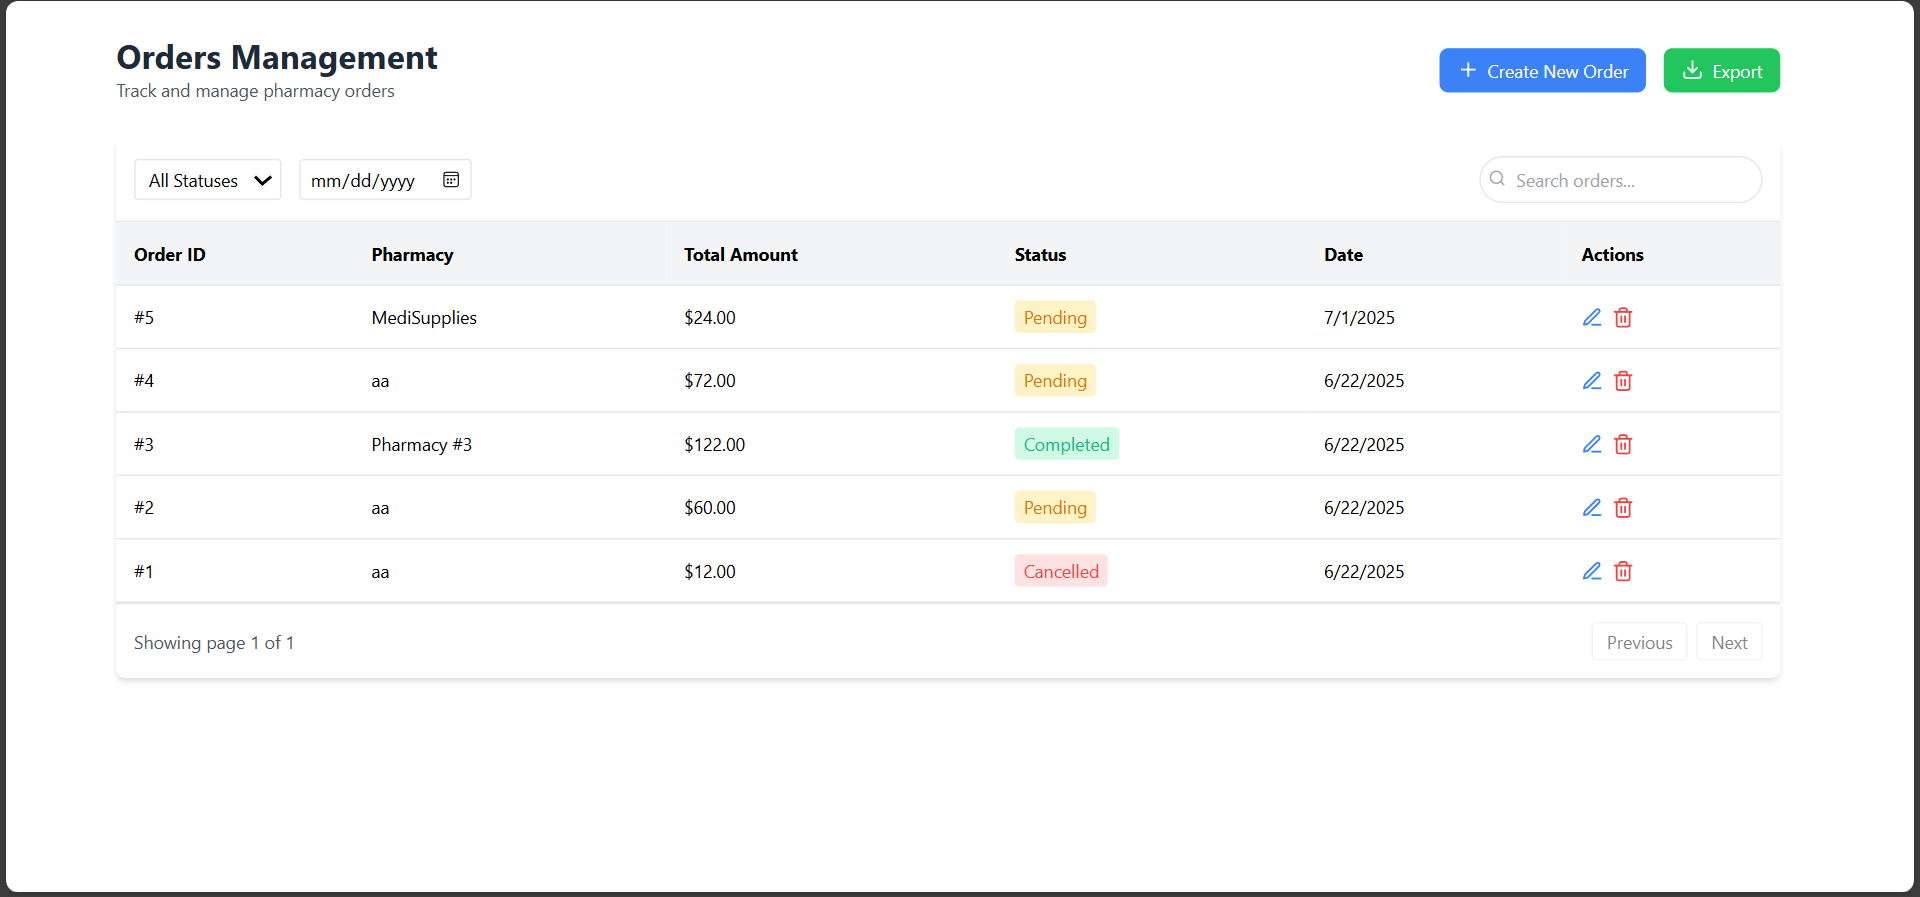 Orders Management
Track and manage pharmacy orders
Create New Order
Export
All Statuses
mm/dd/yyyy
Search orders...
Order ID Pharmacy Total Amount Status Date Actions
#5 MediSupplies $24.00 Pending 7/1/2025
#4 aa $72.00 Pending 6/22/2025
#3 Pharmacy #3 $122.00 Completed 6/22/2025
#2 aa $60.00 Pending 6/22/2025
#1 aa $12.00 Cancelled 6/22/2025
Showing page 1 of 1
Previous
Next